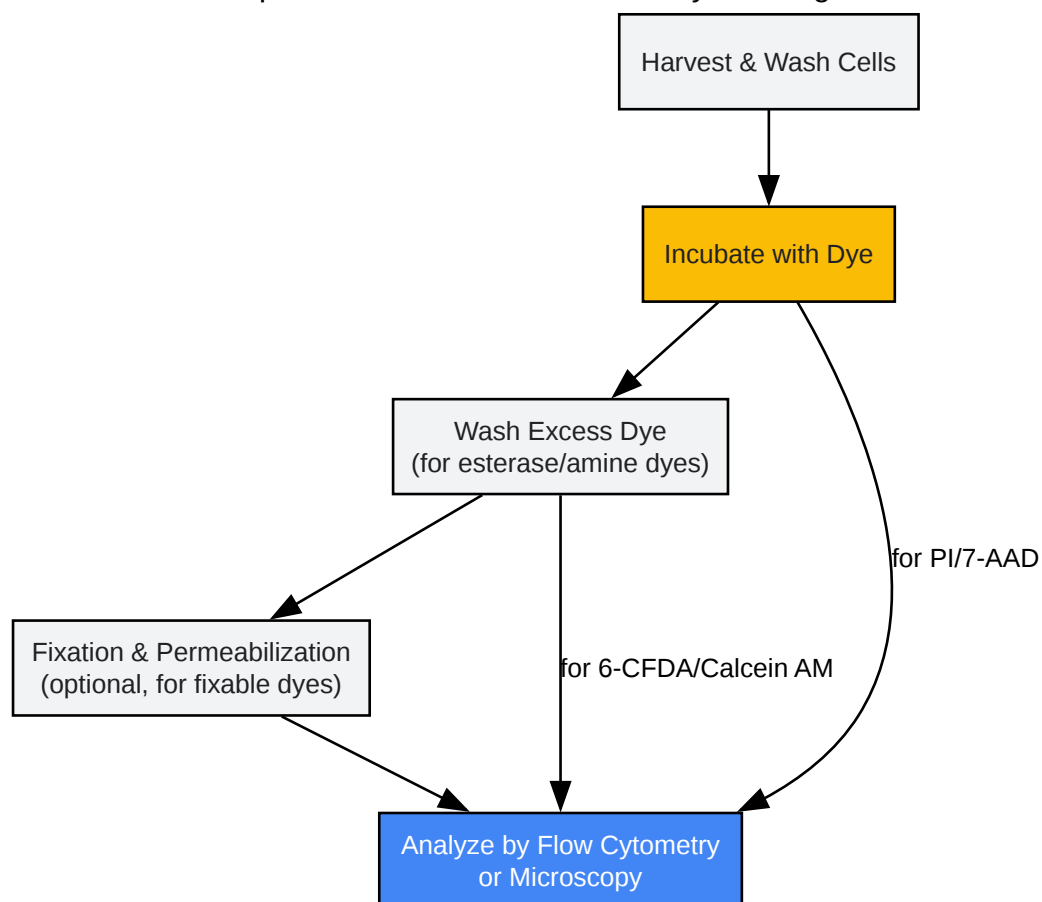 Harvest & Wash Cells
Incubate with Dye
Wash Excess Dye
(for esterase/amine dyes)
for PI/7-AAD
Fixation & Permeabilization
(optional, for fixable dyes)
for 6-CFDA/Calcein AM
Analyze by Flow Cytometry
or Microscopy